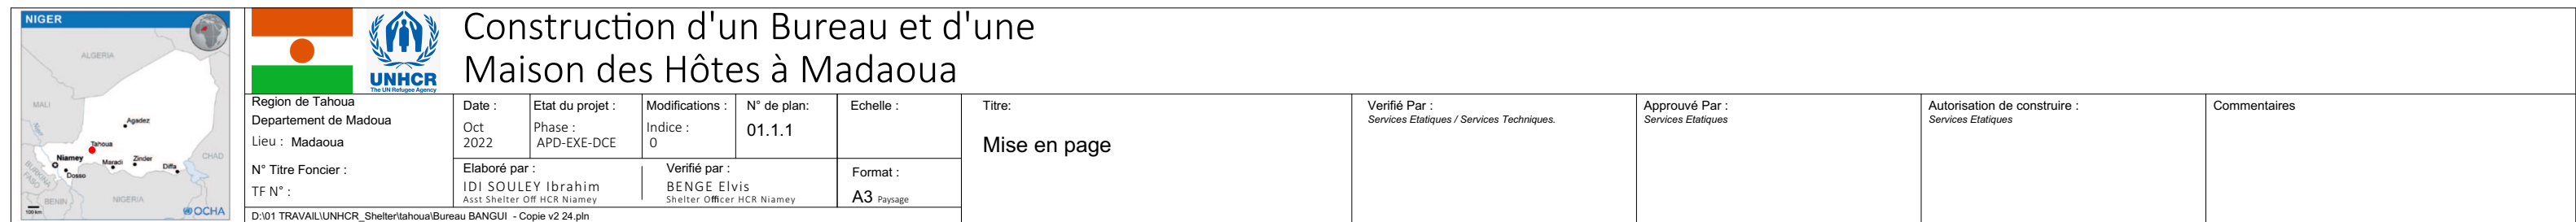 NIGER
ALGERIA
MALI
Niger
Agadez
Tahoua
Niamey
Maradi
Zinder
Diffa
CHAD
Dosso
BURKINA
FASO
BENIN
NIGERIA
100 km
OCHA
UNHCR
The UN Refugee Agency
Construction d'un Bureau et d'une
Maison des Hôtes à Madaoua
Region de Tahoua
Departement de Madoua
Lieu : Madaoua
N° Titre Foncier :
TF N° :
Date :
Oct
2022
Etat du projet :
Phase :
APD-EXE-DCE
Modifications :
Indice :
0
N° de plan:
01.1.1
Echelle :
Elaboré par :
IDI SOULEY Ibrahim
Asst Shelter Off HCR Niamey
Verifié par :
BENGE Elvis
Shelter Officer HCR Niamey
Format :
A3 Paysage
D:\01 TRAVAIL\UNHCR_Shelter\tahoua\Bureau BANGUI - Copie v2 24.pln
Titre:
Mise en page
Verifié Par :
Services Etatiques / Services Techniques.
Approuvé Par :
Services Etatiques
Autorisation de construire :
Services Etatiques
Commentaires